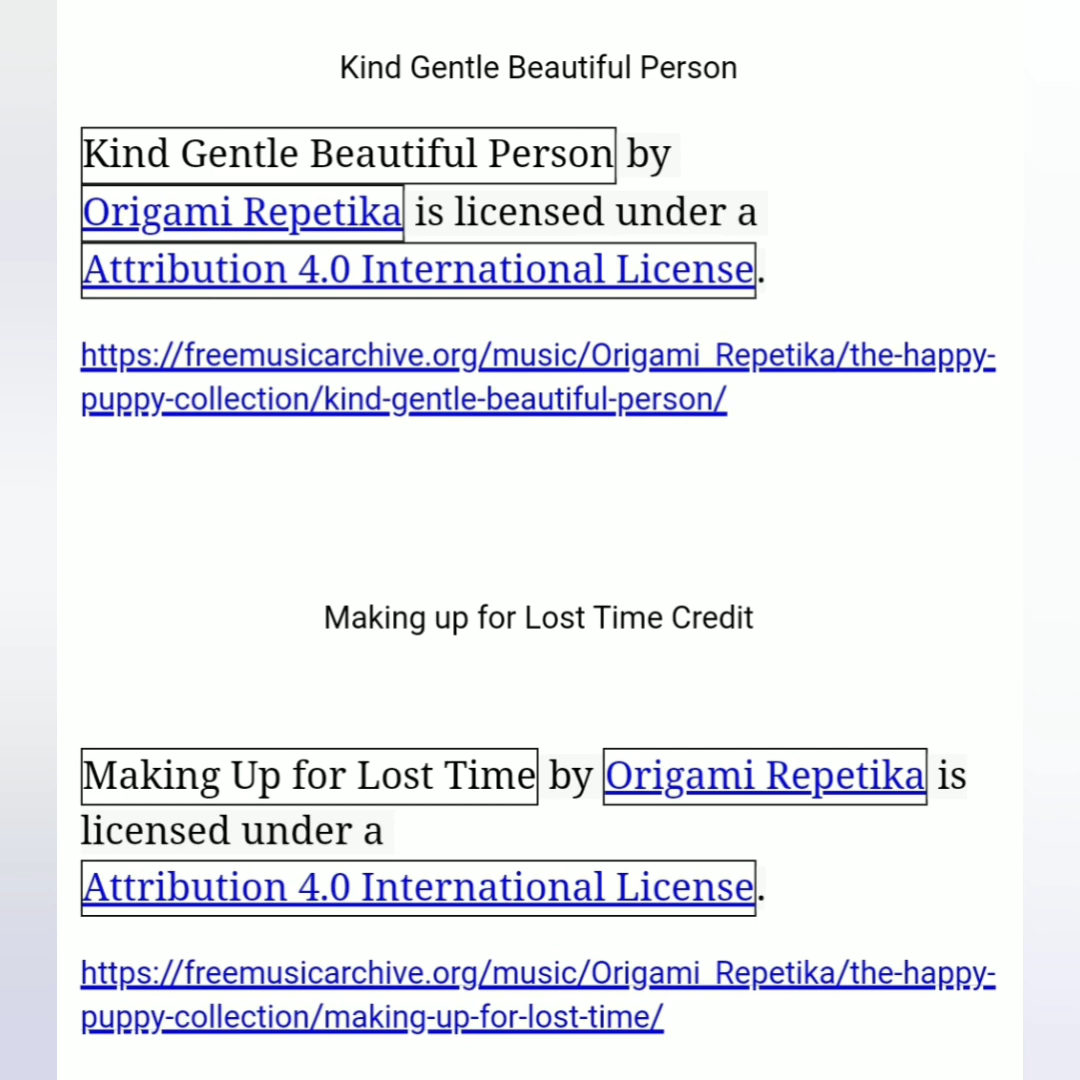 Kind Gentle Beautiful Person
Kind Gentle Beautiful Person by
Origami Repetika is licensed under a
Attribution 4.0 International License.
https://freemusicarchive.org/music/Origami_Repetika/the-happy-
puppy-collection/kind-gentle-beautiful-person/
Making up for Lost Time Credit
Making Up for Lost Time by Origami Repetika is
licensed under a
Attribution 4.0 International License.
https://freemusicarchive.org/music/Origami_Repetika/the-happy-
puppy-collection/making-up-for-lost-time/